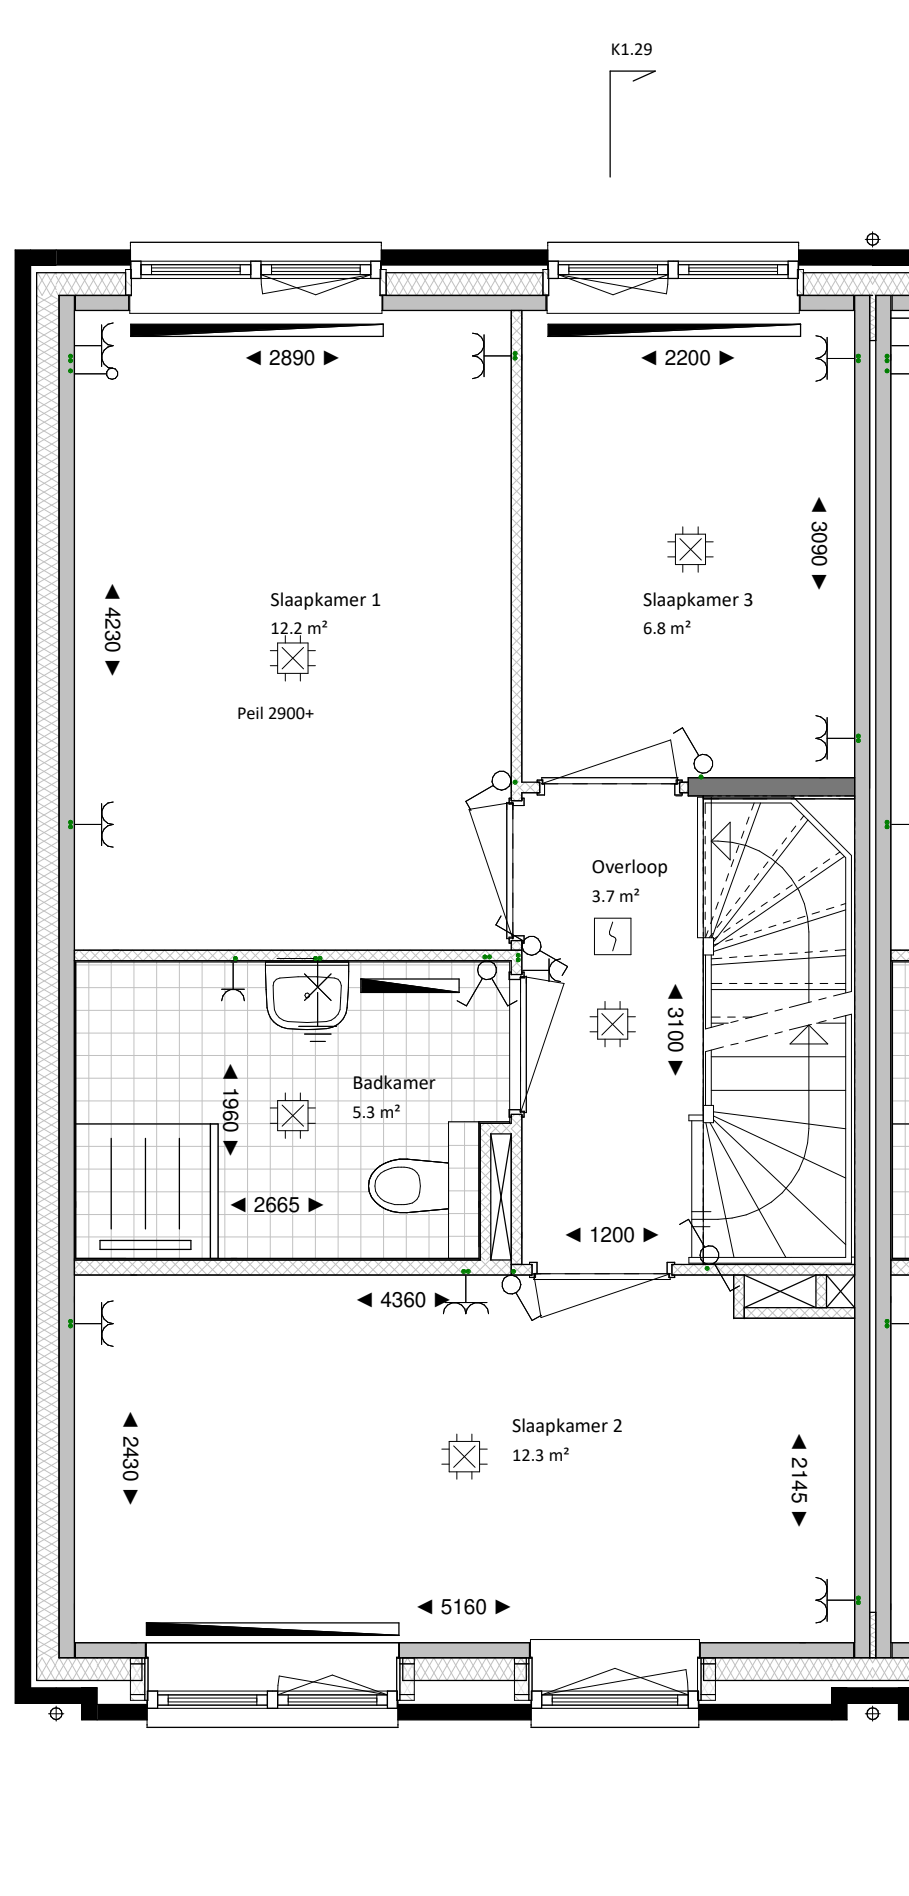 K1.29
◄ 2890 ►
◄ 2200 ►
◄ 3090 ►
Slaapkamer 1
12.2 m²
Slaapkamer 3
6.8 m²
◄ 4230 ►
Peil 2900+
Overloop
3.7 m²
◄ 3100 ►
Badkamer
5.3 m²
◄ 1960 ►
◄ 2665 ►
◄ 1200 ►
◄ 4360 ►
Slaapkamer 2
12.3 m²
◄ 2430 ►
◄ 2145 ►
◄ 5160 ►